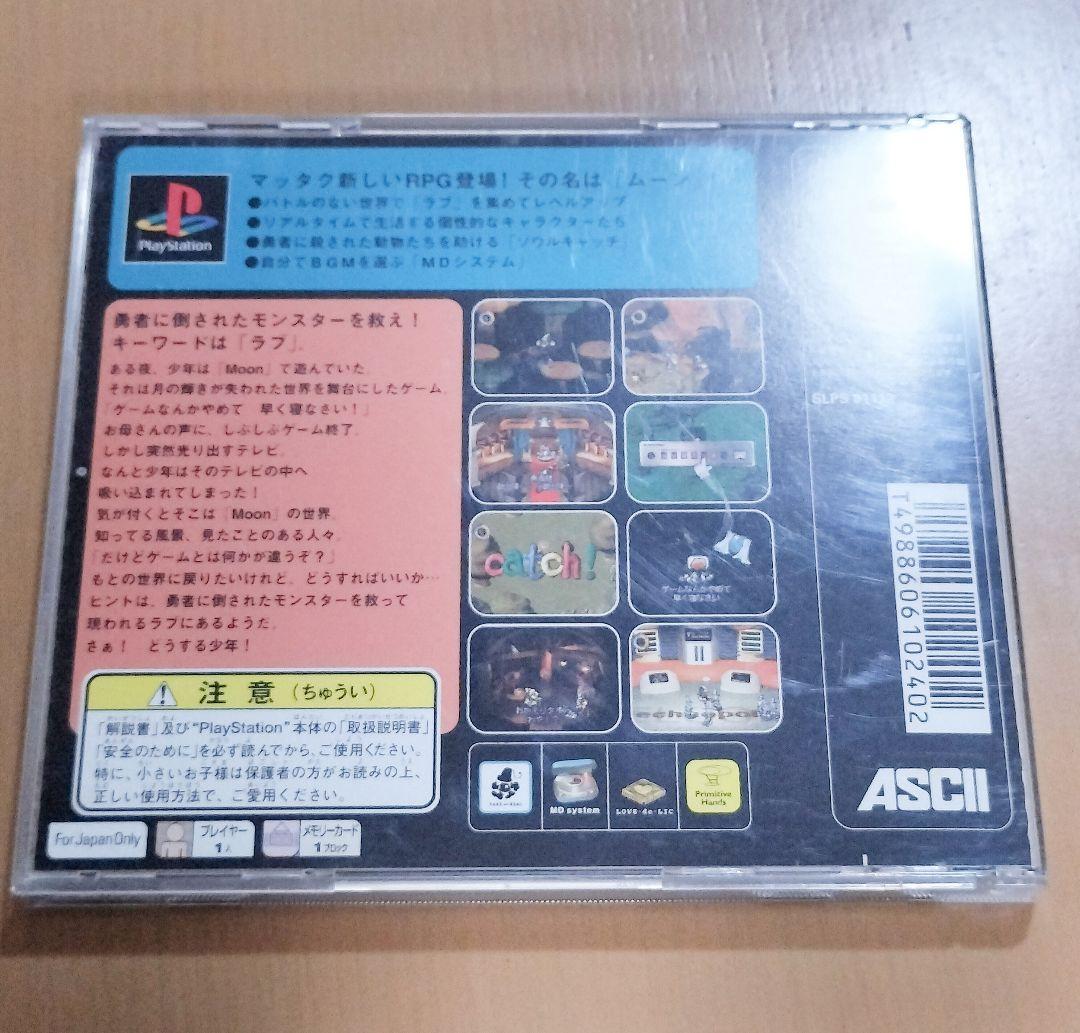 PlayStation
マッタク新しいRPG登場！その名は「ムーン
●バトルのない世界で「ラブ」を集めてレベルアップ
●リアルタイムで生活する個性的なキャラクターたち
●勇者に殺された動物たちを助ける「ソウルキャッチ
●自分でBGMを選ぶ「MDシステム」
勇者に倒されたモンスターを救え！
キーワードは「ラブ」。
ある夜、少年は「Moon」で遊んでいた。
それは月の輝きが失われた世界を舞台にしたゲーム。
「ゲームなんかやめて　早く寝なさい！」
お母さんの声に、しぶしぶゲーム終了。
しかし突然光り出すテレビ。
なんと少年はそのテレビの中へ
吸い込まれてしまった！
気が付くとそこは「Moon」の世界。
知ってる風景、見たことのある人々。
「だけどゲームとは何かが違うぞ？」
もとの世界に戻りたいけれど、どうすればいいか…
ヒントは、勇者に倒されたモンスターを救って
現われるラブにあるようだ。
さぁ！　どうする少年！
注意（ちゅうい）
「解説書」及び“PlayStation”本体の「取扱説明書」
「安全のために」を必ず読んでから、ご使用ください。
特に、小さいお子様は保護者の方がお読みの上、
正しい使用方法で、ご愛用ください。
For Japan Only
プレイヤー
1人
メモリーカード
1ブロック
catch!
ゲームなんかやめて
早く寝なさい
MD system
LOVE-de-LIC
Primitive
Hands
SLPS
T4988606102402
ASCII